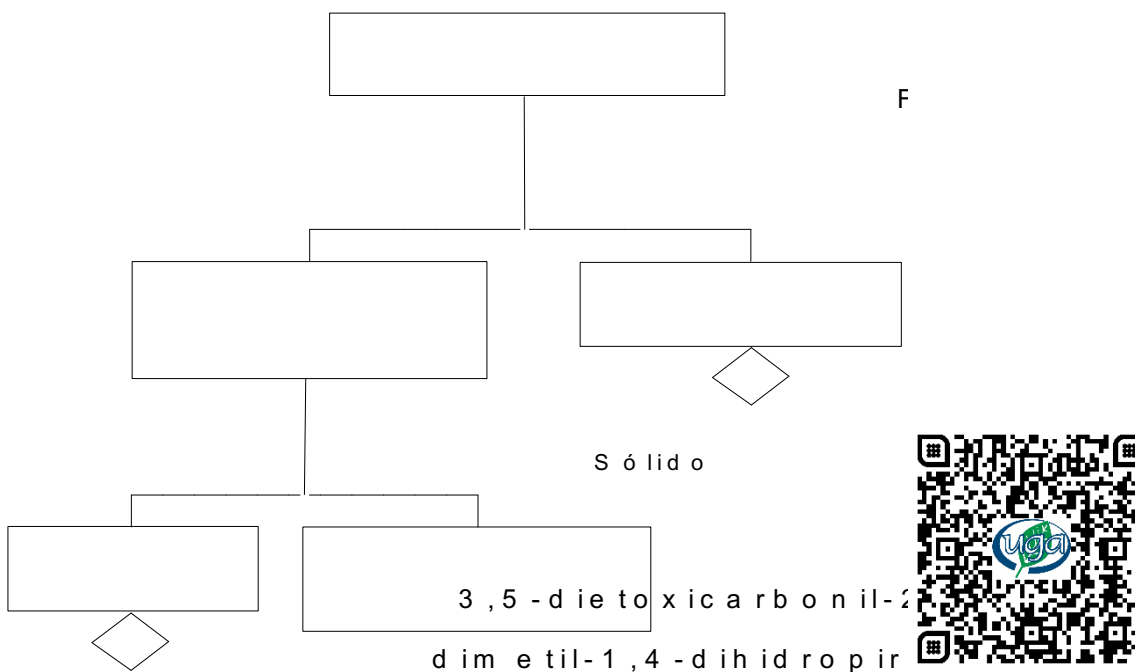 F
Sólido
3,5-dietoxicarbonil-2
uga
dimetil-1,4-dihidropir